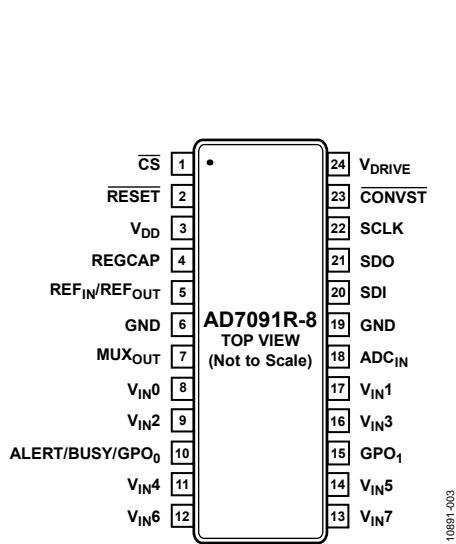 CS 1
RESET 2
VDD 3
REGCAP 4
REFIN/REFOUT 5
GND 6
MUXOUT 7
VIN0 8
VIN2 9
ALERT/BUSY/GPO0 10
VIN4 11
VIN6 12
AD7091R-8
TOP VIEW
(Not to Scale)
24 VDRIVE
23 CONVST
22 SCLK
21 SDO
20 SDI
19 GND
18 ADCIN
17 VIN1
16 VIN3
15 GPO1
14 VIN5
13 VIN7
10891-003